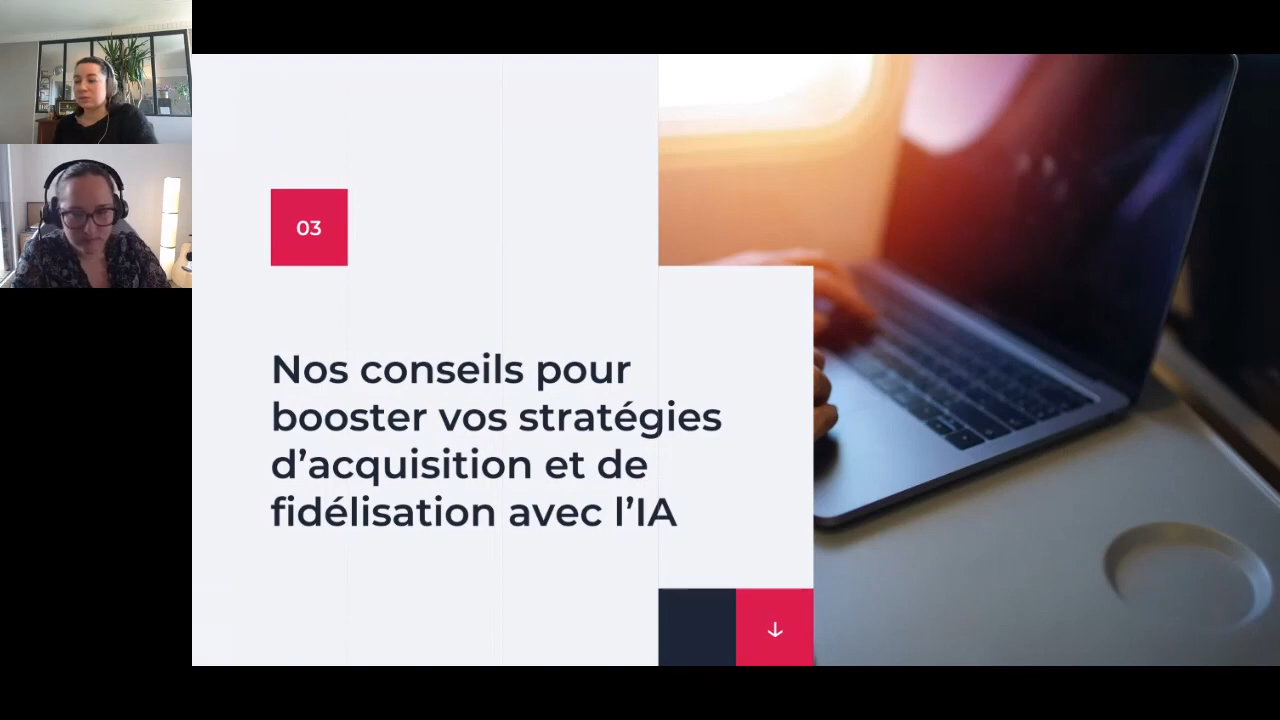 03
Nos conseils pour
booster vos stratégies
d’acquisition et de
fidélisation avec l’IA